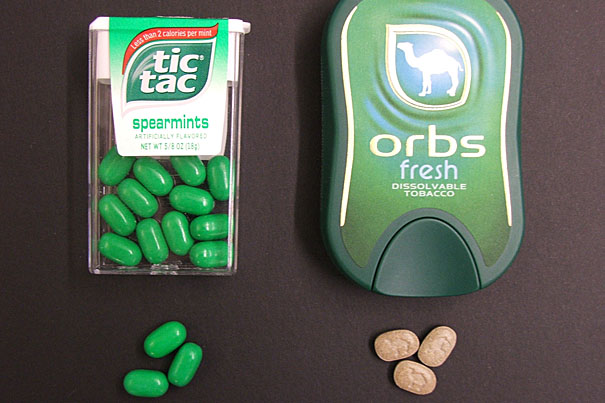 Less than 2 calories per mint
tic
tac
spearmints
ARTIFICIALLY FLAVORED
NET WT 5/8 OZ (18g)
orbs
fresh
DISSOLVABLE
TOBACCO